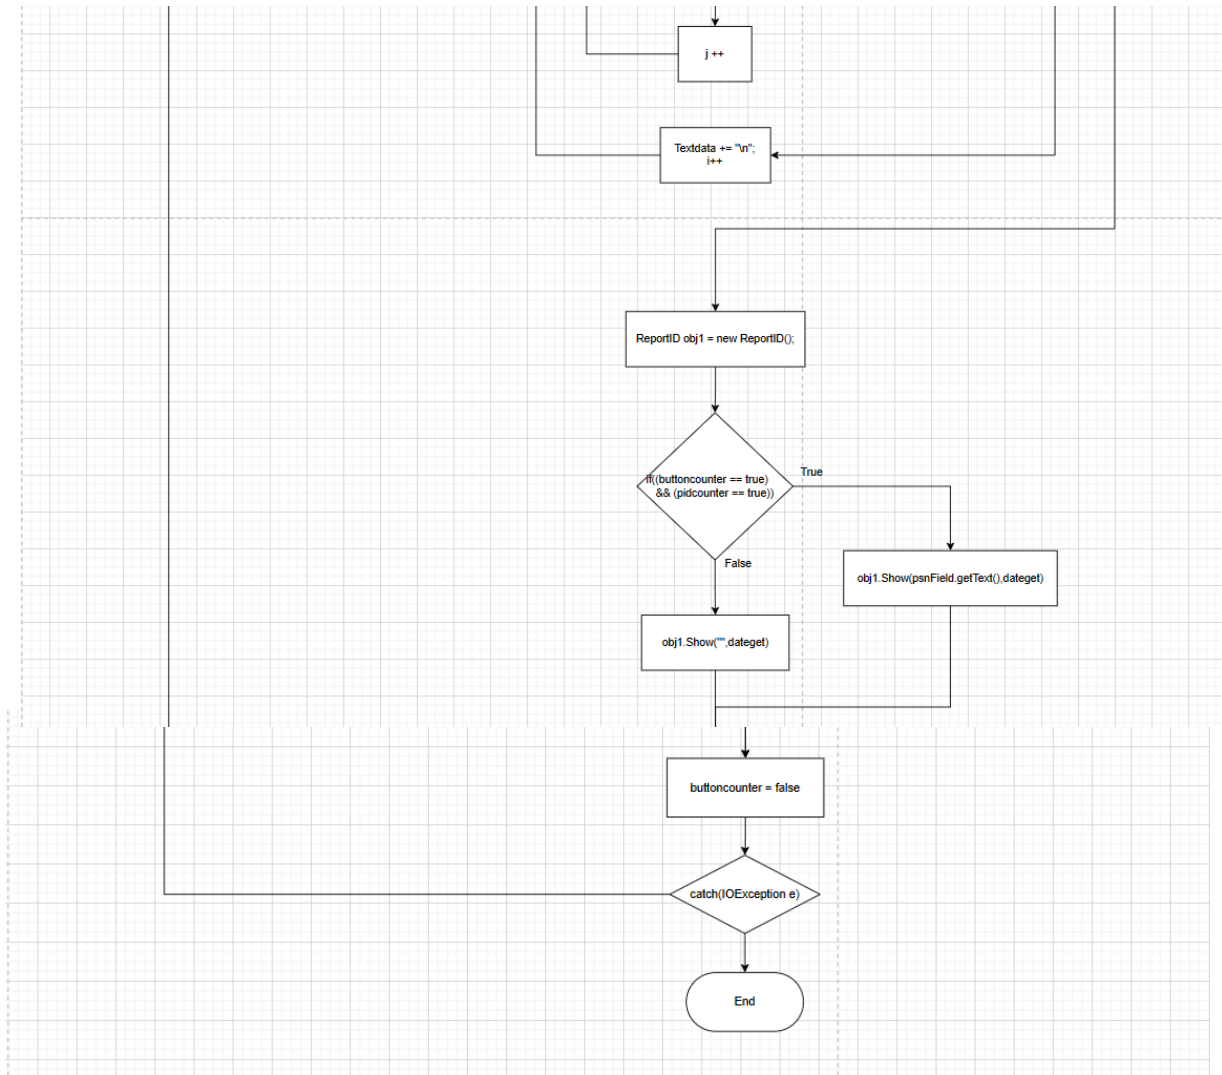 j ++
Textdata += "\n";
i++
ReportID obj1 = new ReportID();
if((buttoncounter == true)
&& (pidcounter == true))
True
False
obj1.Show(psnField.getText(),dateget)
obj1.Show("",dateget)
buttoncounter = false
catch(IOException e)
End